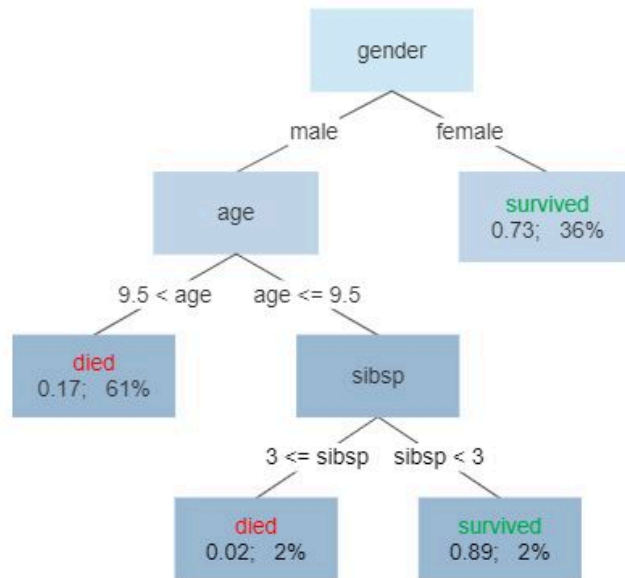 gender
male
female
age
survived
0.73; 36%
9.5 < age
age <= 9.5
died
0.17; 61%
sibsp
3 <= sibsp
sibsp < 3
died
0.02; 2%
survived
0.89; 2%